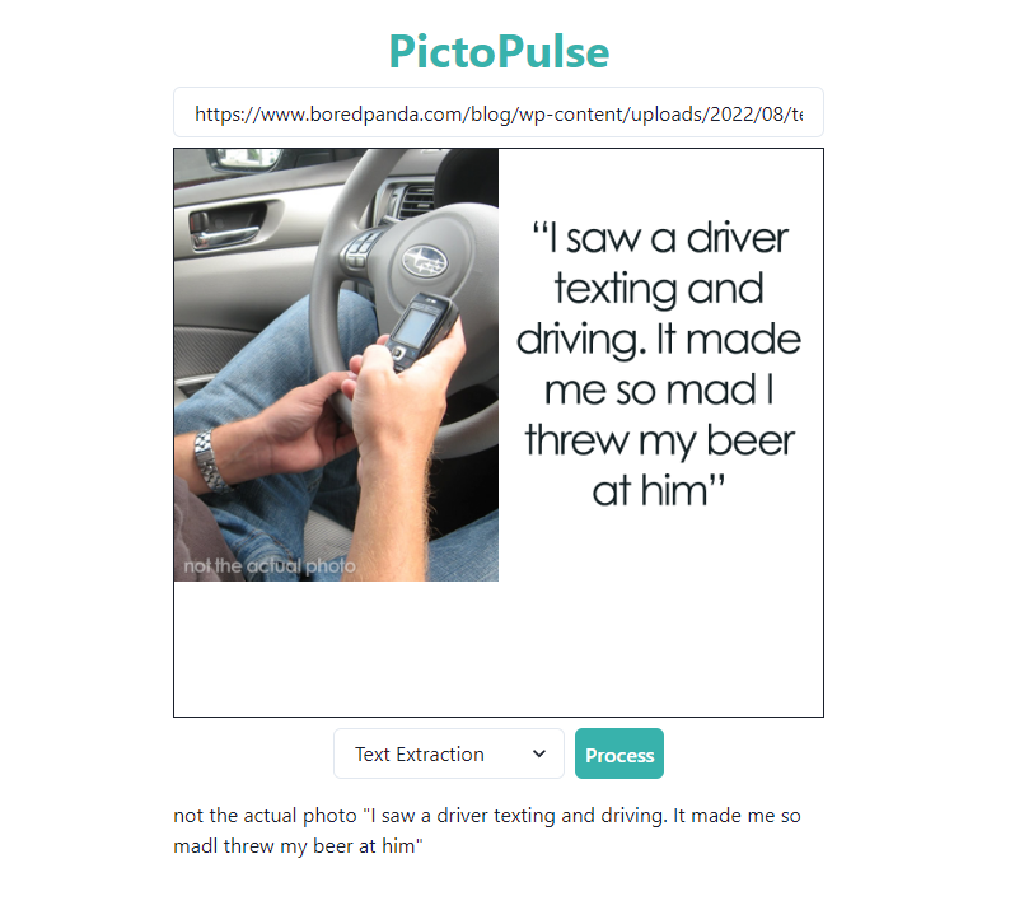 PictoPulse
https://www.boredpanda.com/blog/wp-content/uploads/2022/08/te
“I saw a driver
texting and
driving. It made
me so mad I
threw my beer
at him”
not the actual photo
Text Extraction
Process
not the actual photo "I saw a driver texting and driving. It made me so
madl threw my beer at him"